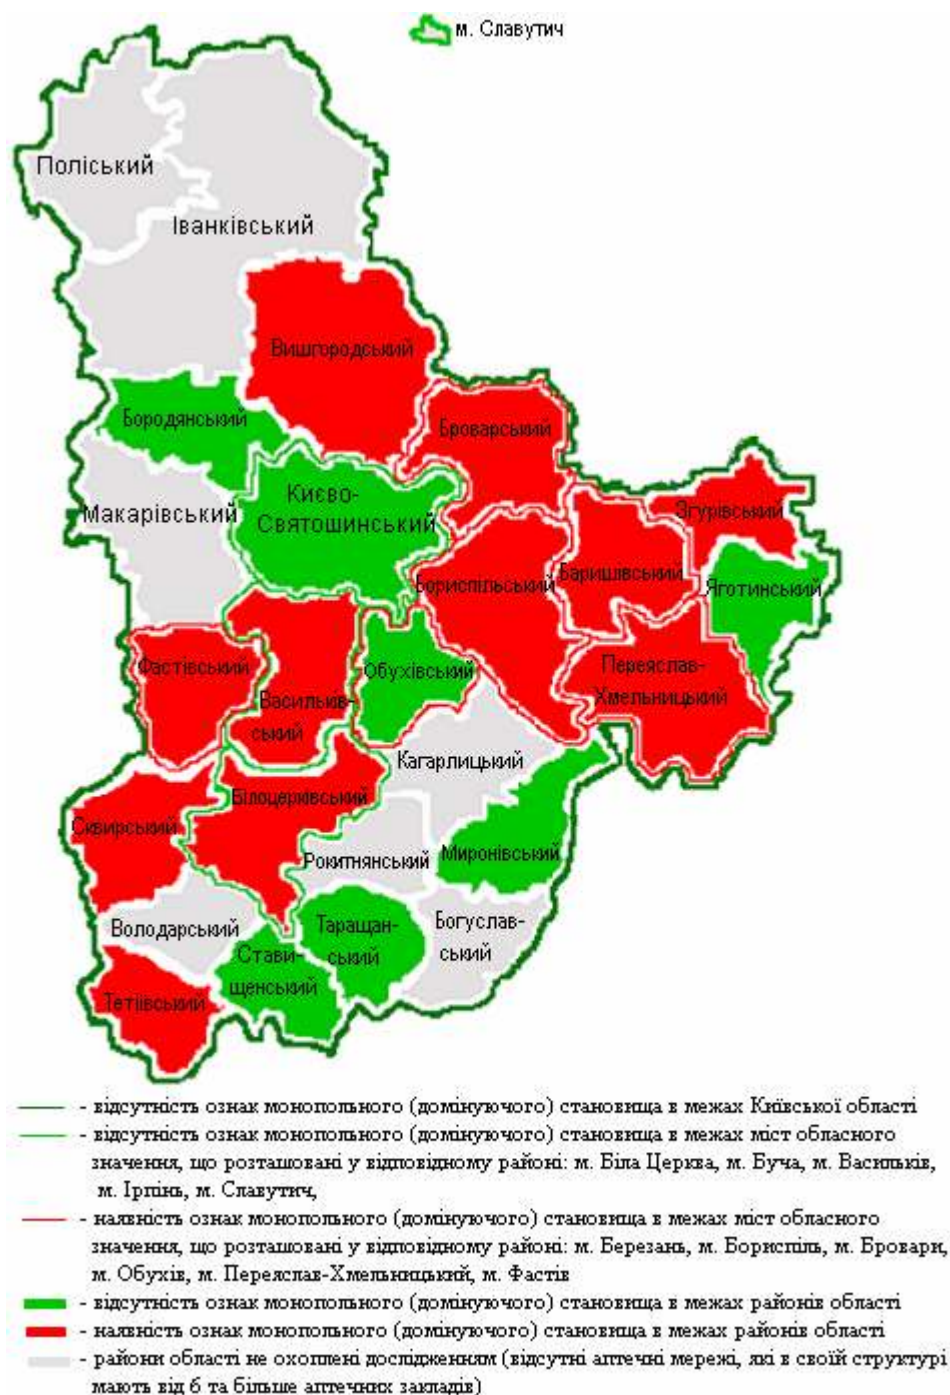 м. Славутич
Поліський
Іванківський
Вишгородський
Бородянський
Броварський
Києво-
Святошинський
Макарівський
Згурівський
Баришівський
Бориспільський
Яготинський
Фастівський
Обухівський
Переяслав-
Хмельницький
Васильків-
ський
Кагарлицький
Білоцерківський
Сквирський
Рокитнянський
Миронівський
Володарський
Таращан-
ський
Богуслав-
ський
Стави-
щенський
Тетіівський
- відсутність ознак монопольного (домінуючого) становища в межах Київської області
- відсутність ознак монопольного (домінуючого) становища в межах міст обласного
значення, що розташовані у відповідному районі: м. Біла Церква, м. Буча, м. Васильків,
м. Ірпінь, м. Славутич,
- наявність ознак монопольного (домінуючого) становища в межах міст обласного
значення, що розташовані у відповідному районі: м. Березань, м. Бориспіль, м. Бровари,
м. Обухів, м. Переяслав-Хмельницький, м. Фастів
- відсутність ознак монопольного (домінуючого) становища в межах районів області
- наявність ознак монопольного (домінуючого) становища в межах районів області
- райони області не охоплені дослідженням (відсутні аптечні мережі, які в своїй структурі
мають від 6 та більше аптечних закладів)